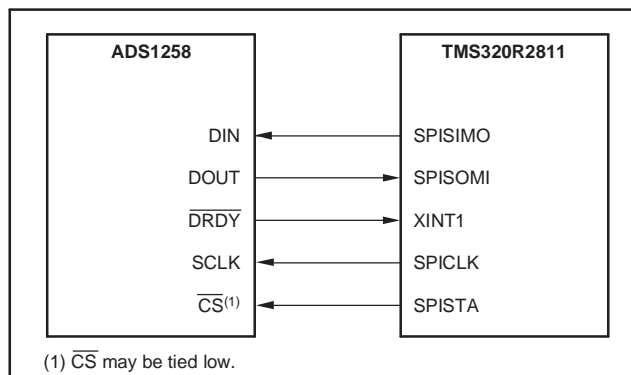 ADS1258 TMS320R2811
DIN SPISIMO
DOUT SPISOMI
DRDY XINT1
SCLK SPICLK
CS(1) SPISTA
(1) CS may be tied low.